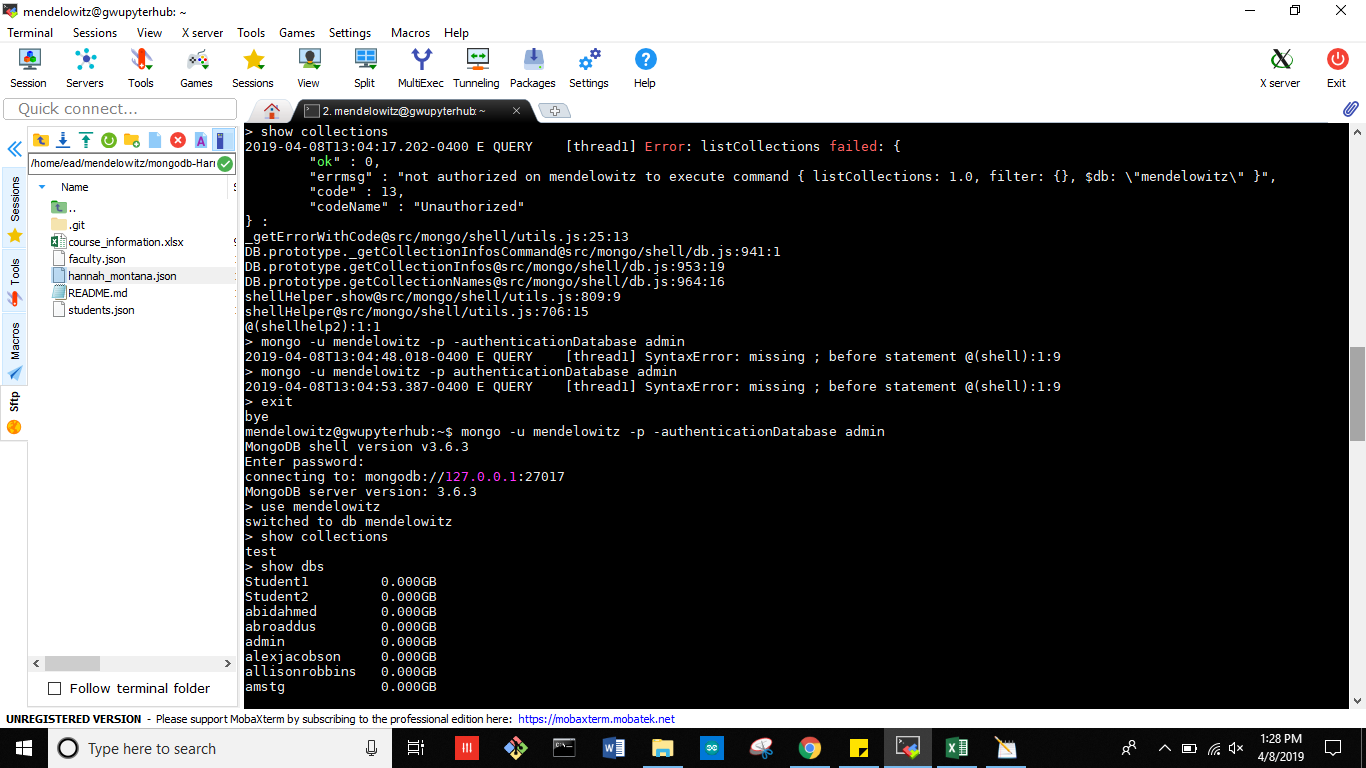 mendelowitz@gwupyterhub: ~
Terminal Sessions View X server Tools Games Settings Macros Help
Session Servers Tools Games Sessions View Split MultiExec Tunneling Packages Settings Help X server Exit
Quick connect...
2. mendelowitz@gwupyterhub: ~
/home/ead/mendelowitz/mongodb-Harr
Name
..
.git
course_information.xlsx
faculty.json
hannah_montana.json
README.md
students.json
Sessions
Tools
Macros
Sftp
Follow terminal folder
> show collections
2019-04-08T13:04:17.202-0400 E QUERY    [thread1] Error: listCollections failed: {
        "ok" : 0,
        "errmsg" : "not authorized on mendelowitz to execute command { listCollections: 1.0, filter: {}, $db: \"mendelowitz\" }",
        "code" : 13,
        "codeName" : "Unauthorized"
} :
_getErrorWithCode@src/mongo/shell/utils.js:25:13
DB.prototype._getCollectionInfosCommand@src/mongo/shell/db.js:941:1
DB.prototype.getCollectionInfos@src/mongo/shell/db.js:953:19
DB.prototype.getCollectionNames@src/mongo/shell/db.js:964:16
shellHelper.show@src/mongo/shell/utils.js:809:9
shellHelper@src/mongo/shell/utils.js:706:15
@(shellhelp2):1:1
> mongo -u mendelowitz -p -authenticationDatabase admin
2019-04-08T13:04:48.018-0400 E QUERY    [thread1] SyntaxError: missing ; before statement @(shell):1:9
> mongo -u mendelowitz -p authenticationDatabase admin
2019-04-08T13:04:53.387-0400 E QUERY    [thread1] SyntaxError: missing ; before statement @(shell):1:9
> exit
bye
mendelowitz@gwupyterhub:~$ mongo -u mendelowitz -p -authenticationDatabase admin
MongoDB shell version v3.6.3
Enter password:
connecting to: mongodb://127.0.0.1:27017
MongoDB server version: 3.6.3
> use mendelowitz
switched to db mendelowitz
> show collections
test
> show dbs
Student1         0.000GB
Student2         0.000GB
abidahmed        0.000GB
abroaddus        0.000GB
admin            0.000GB
alexjacobson     0.000GB
allisonrobbins   0.000GB
amstg            0.000GB
UNREGISTERED VERSION - Please support MobaXterm by subscribing to the professional edition here: https://mobaxterm.mobatek.net
Type here to search
1:28 PM
4/8/2019